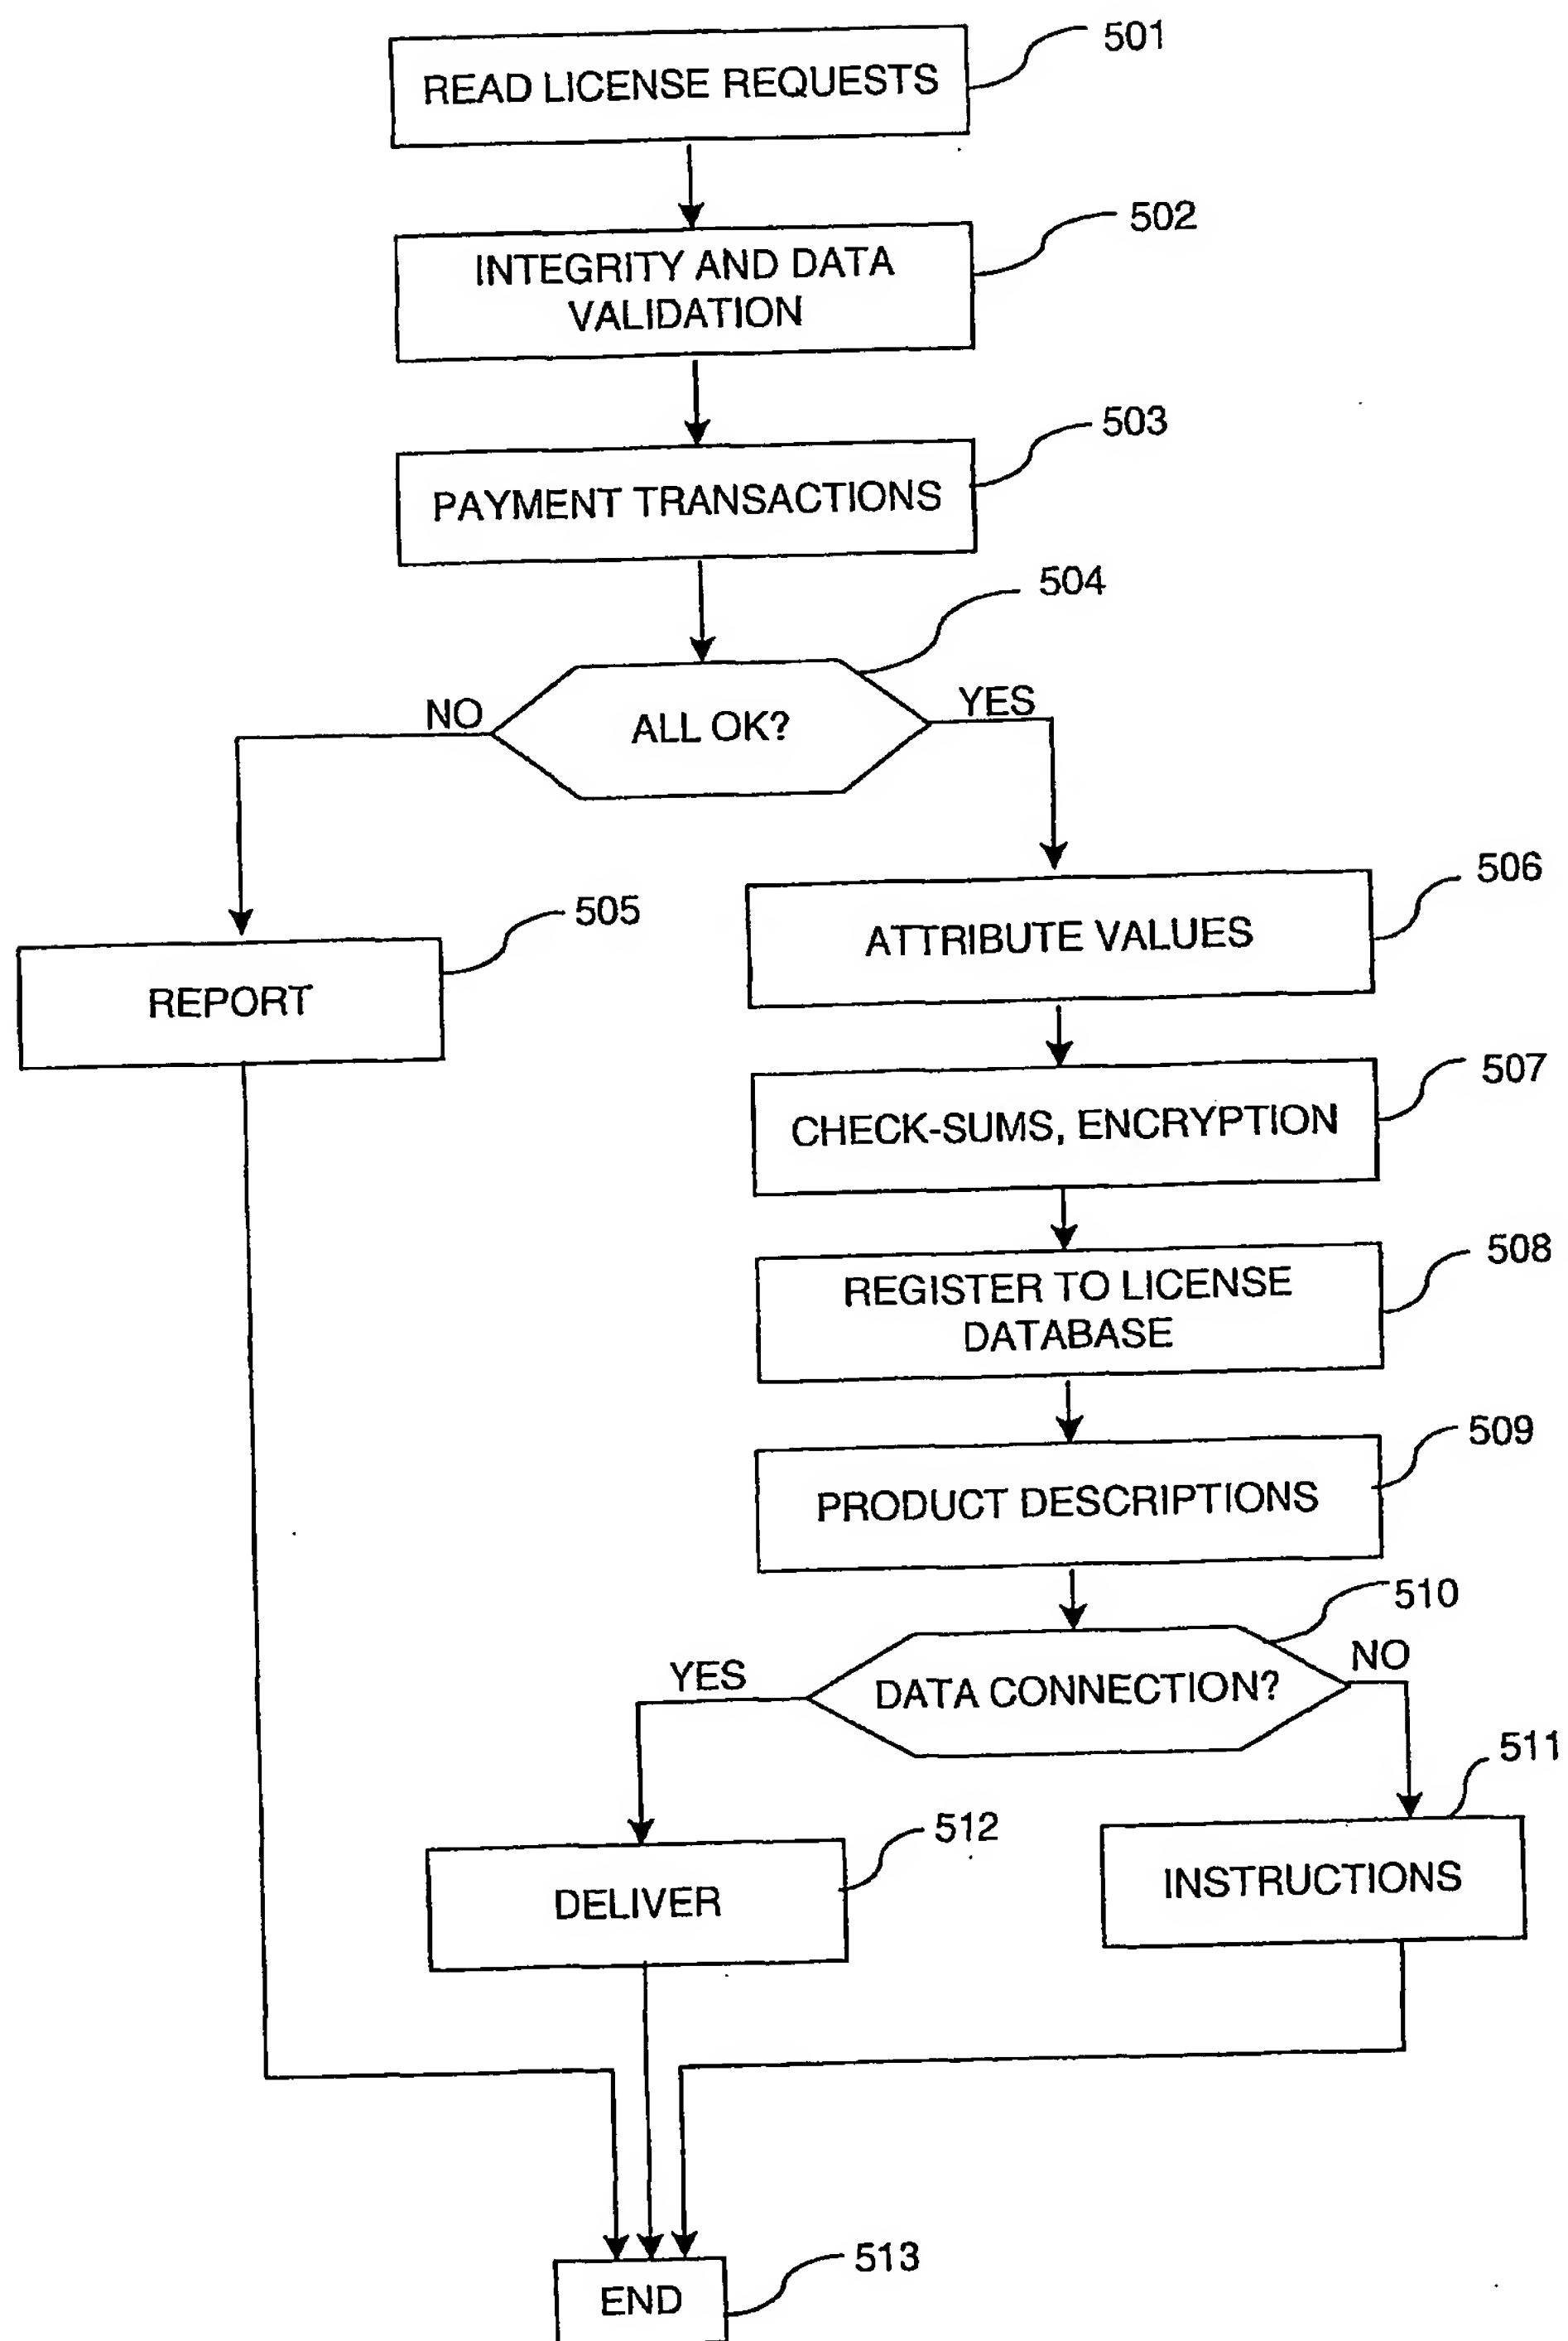 501
READ LICENSE REQUESTS
502
INTEGRITY AND DATA
VALIDATION
503
PAYMENT TRANSACTIONS
504
NO
ALL OK?
YES
506
ATTRIBUTE VALUES
505
REPORT
507
CHECK-SUMS, ENCRYPTION
508
REGISTER TO LICENSE
DATABASE
509
PRODUCT DESCRIPTIONS
510
YES
DATA CONNECTION?
NO
511
512
DELIVER
INSTRUCTIONS
513
END